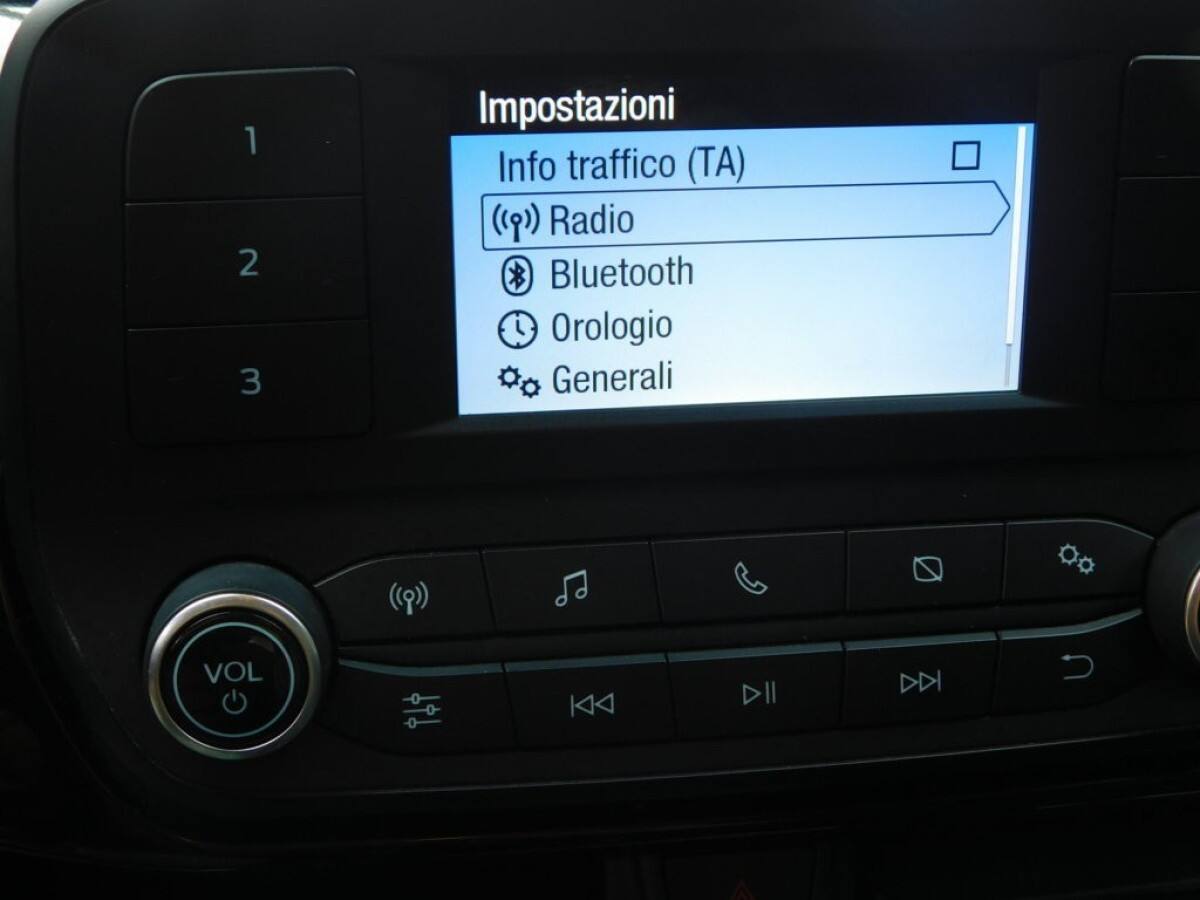 Impostazioni
Info traffico (TA)
Radio
Bluetooth
Orologio
Generali
1
2
3
VOL